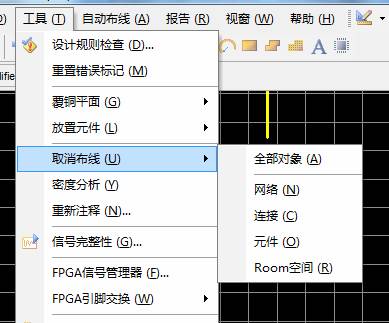 工具 (T) 自动布线 (A) 报告 (R) 视窗 (W) 帮助 (H)
设计规则检查 (D)...
重置错误标记 (M)
覆铜平面 (G)
放置元件 (L)
取消布线 (U)
全部对象 (A)
密度分析 (Y)
网络 (N)
重新注释 (N)...
连接 (C)
信号完整性 (G)...
元件 (O)
FPGA信号管理器 (F)...
Room空间 (R)
FPGA引脚交换 (W)